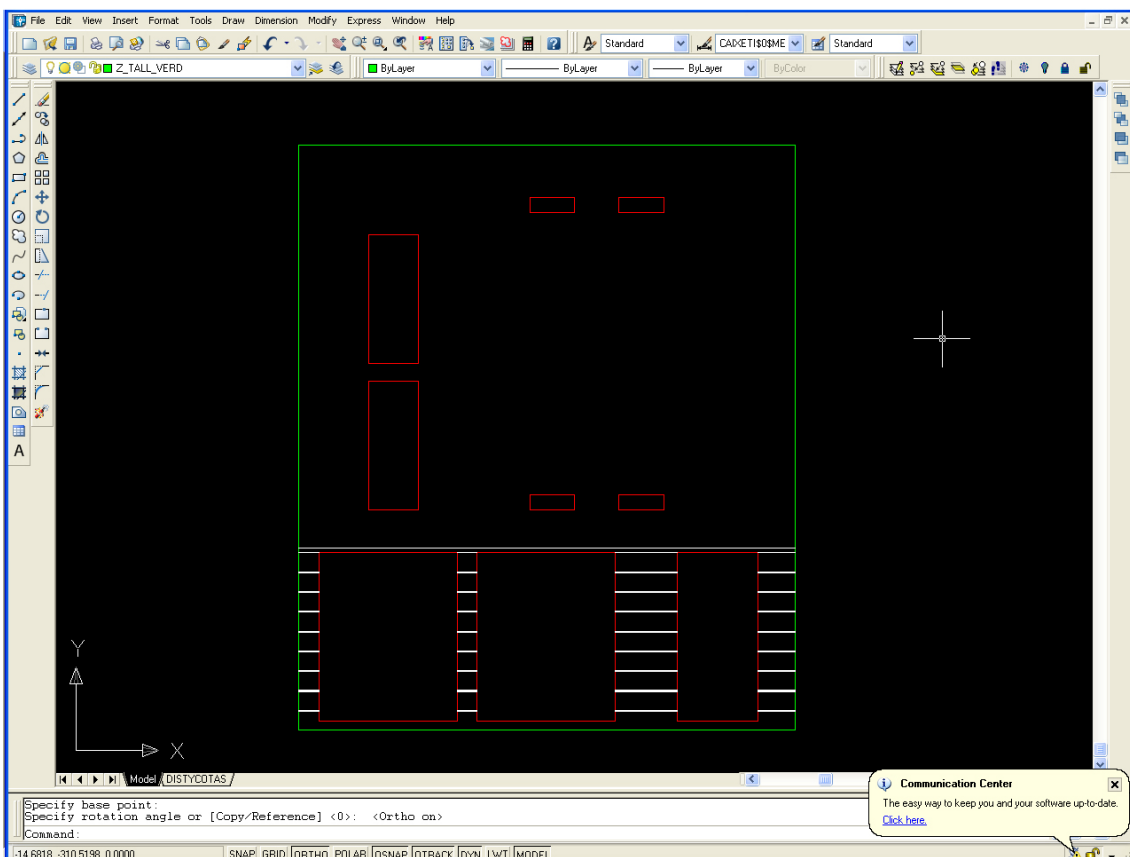 File Edit View Insert Format Tools Draw Dimension Modify Express Window Help
Standard CAIXETI$0$ME Standard
Z_TALL_VERD ByLayer ByLayer ByLayer ByColor
A
Y
X
Model DISTYCOTAS
Communication Center
The easy way to keep you and your software up-to-date.
Click here.
Specify base point:
Specify rotation angle or [Copy/Reference] <0>: <Ortho on>
Command:
-14.6818, -310.5198, 0.0000 SNAP GRID ORTHO POLAR OSNAP OTRACK DYN LWT MODEL